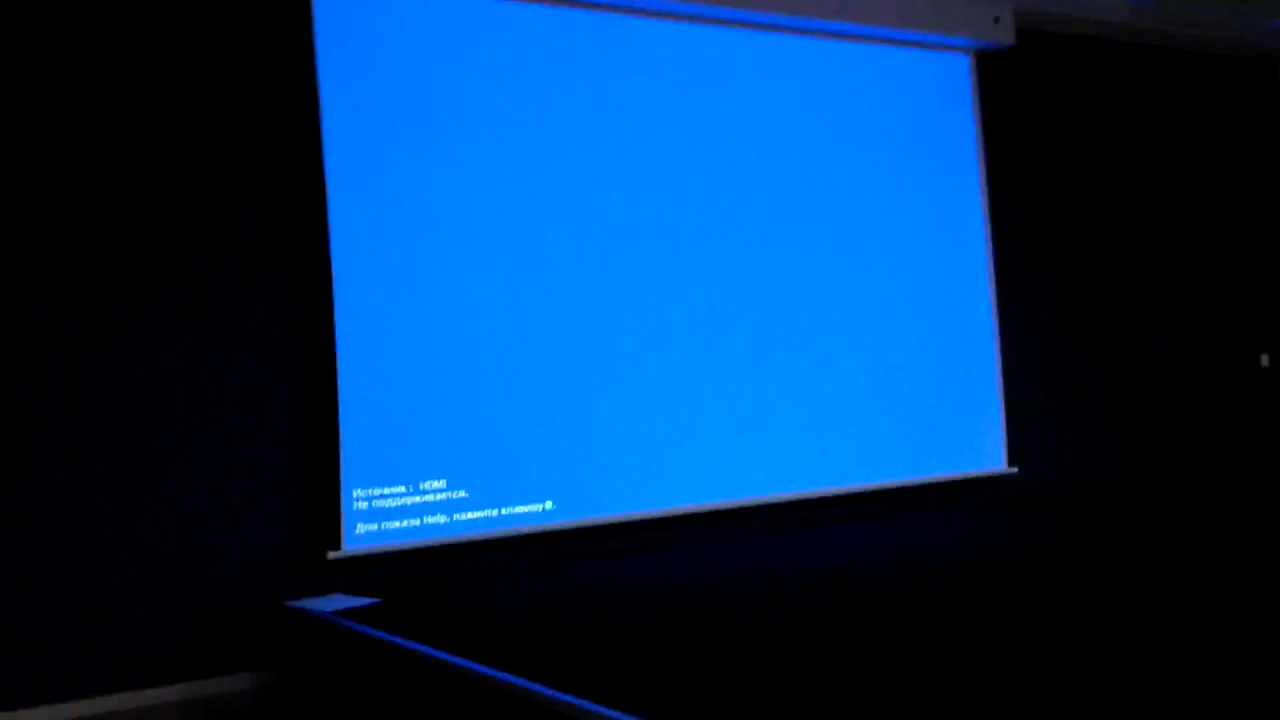 Источник: HDMI
Не поддерживается.
Для показа Help, нажмите клавишу